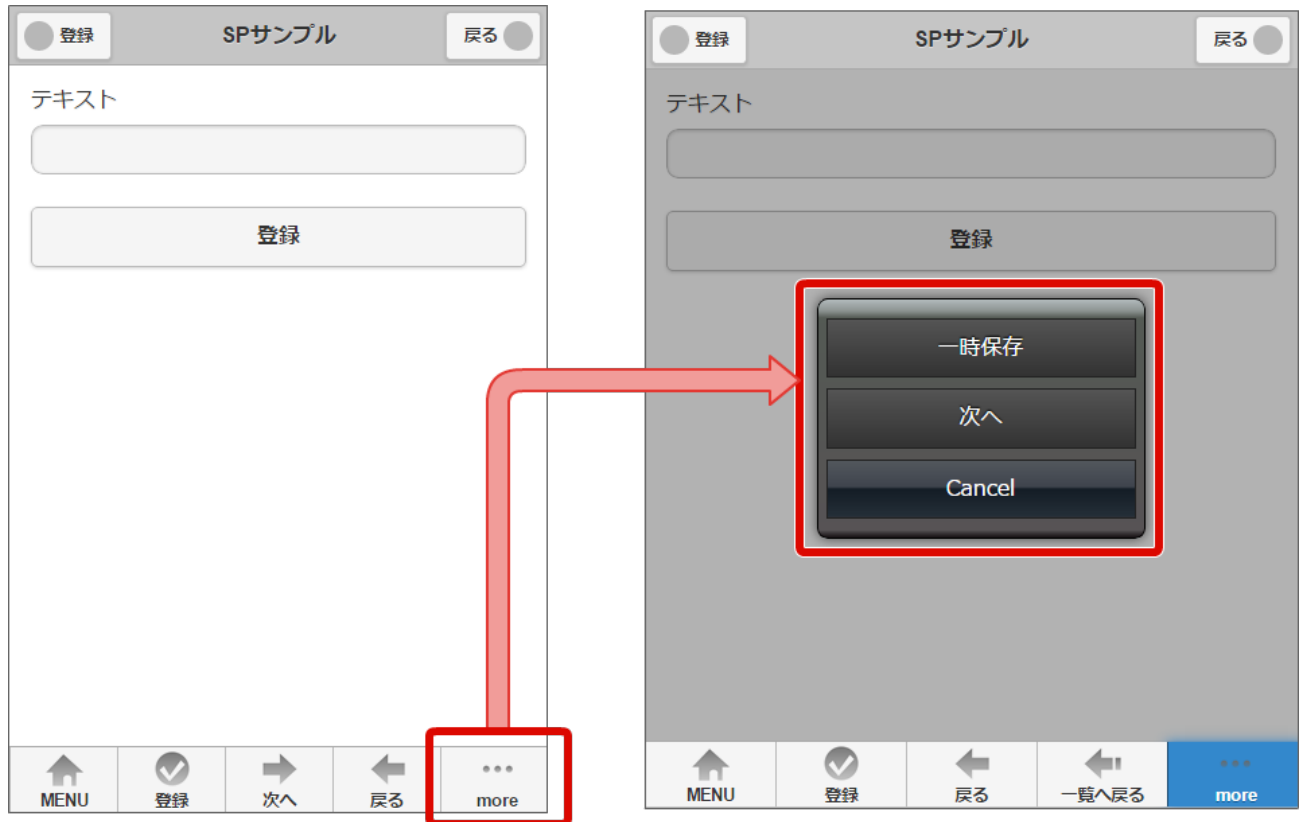 登録 SPサンプル 戻る
テキスト
登録
MENU 登録 次へ 戻る more
登録 SPサンプル 戻る
テキスト
登録
一時保存
次へ
Cancel
MENU 登録 戻る 一覧へ戻る more